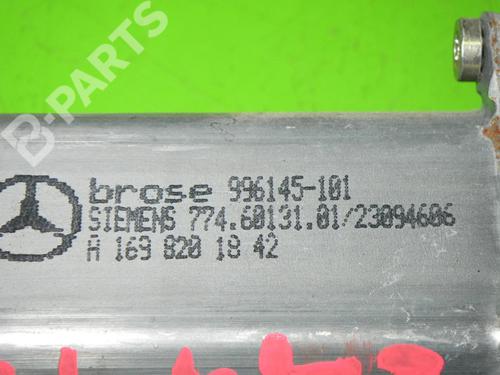 B-PARTS
brose 996145-101
SIEMENS 774.60131.01/23094606
A 169 820 18 42